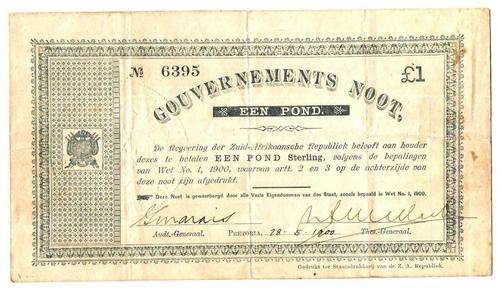 № 6395
£1
GOUVERNEMENTS NOOT,
EEN POND.
De Regeering der Zuid-Afrikaansche Republiek belooft aan houder
dezes te betalen EEN POND Sterling, volgens de bepalingen
van Wet No. 1, 1900, waarvan artt. 2 en 3 op de achterzijde van
deze noot zijn afgedrukt.
Deze Noot is gewaarborgd door alle Vaste Eigendommen van den Staat, zooals bepaald in Wet No. 1, 1900.
Audt.-Generaal. PRETORIA, 28 - 5 - 1900 Thes.-Generaal.
Gedrukt ter Staatsdrukkerij van de Z. A. Republiek.